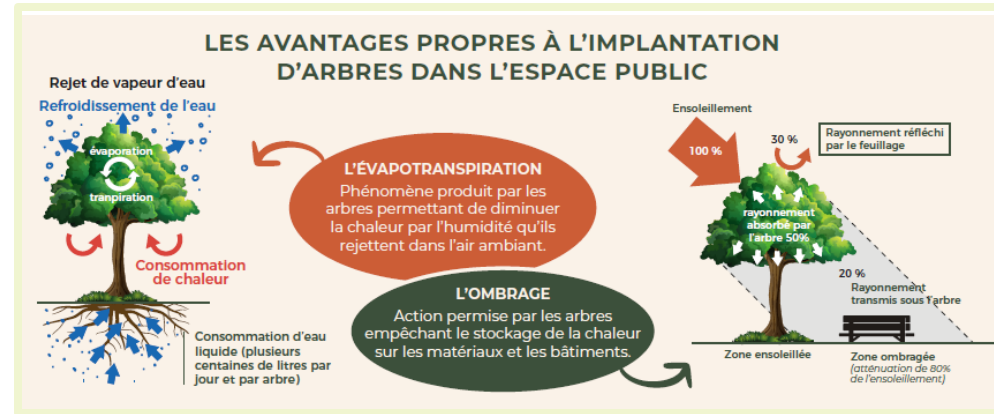 LES AVANTAGES PROPRES À L'IMPLANTATION
D'ARBRES DANS L'ESPACE PUBLIC
Rejet de vapeur d'eau
Refroidissement de l'eau
évaporation
tranpiration
Consommation
de chaleur
Consommation d'eau
liquide (plusieurs
centaines de litres par
jour et par arbre)
L'ÉVAPOTRANSPIRATION
Phénomène produit par les
arbres permettant de diminuer
la chaleur par l'humidité qu'ils
rejettent dans l'air ambiant.
L'OMBRAGE
Action permise par les arbres
empêchant le stockage de la chaleur
sur les matériaux et les bâtiments.
Ensoleillement
100 %
30 %
Rayonnement réfléchi
par le feuillage
rayonnement
absorbé par
l'arbre 50%
20 %
Rayonnement
transmis sous l'arbre
Zone ensoleillée
Zone ombragée
(atténuation de 80%
de l'ensoleillement)